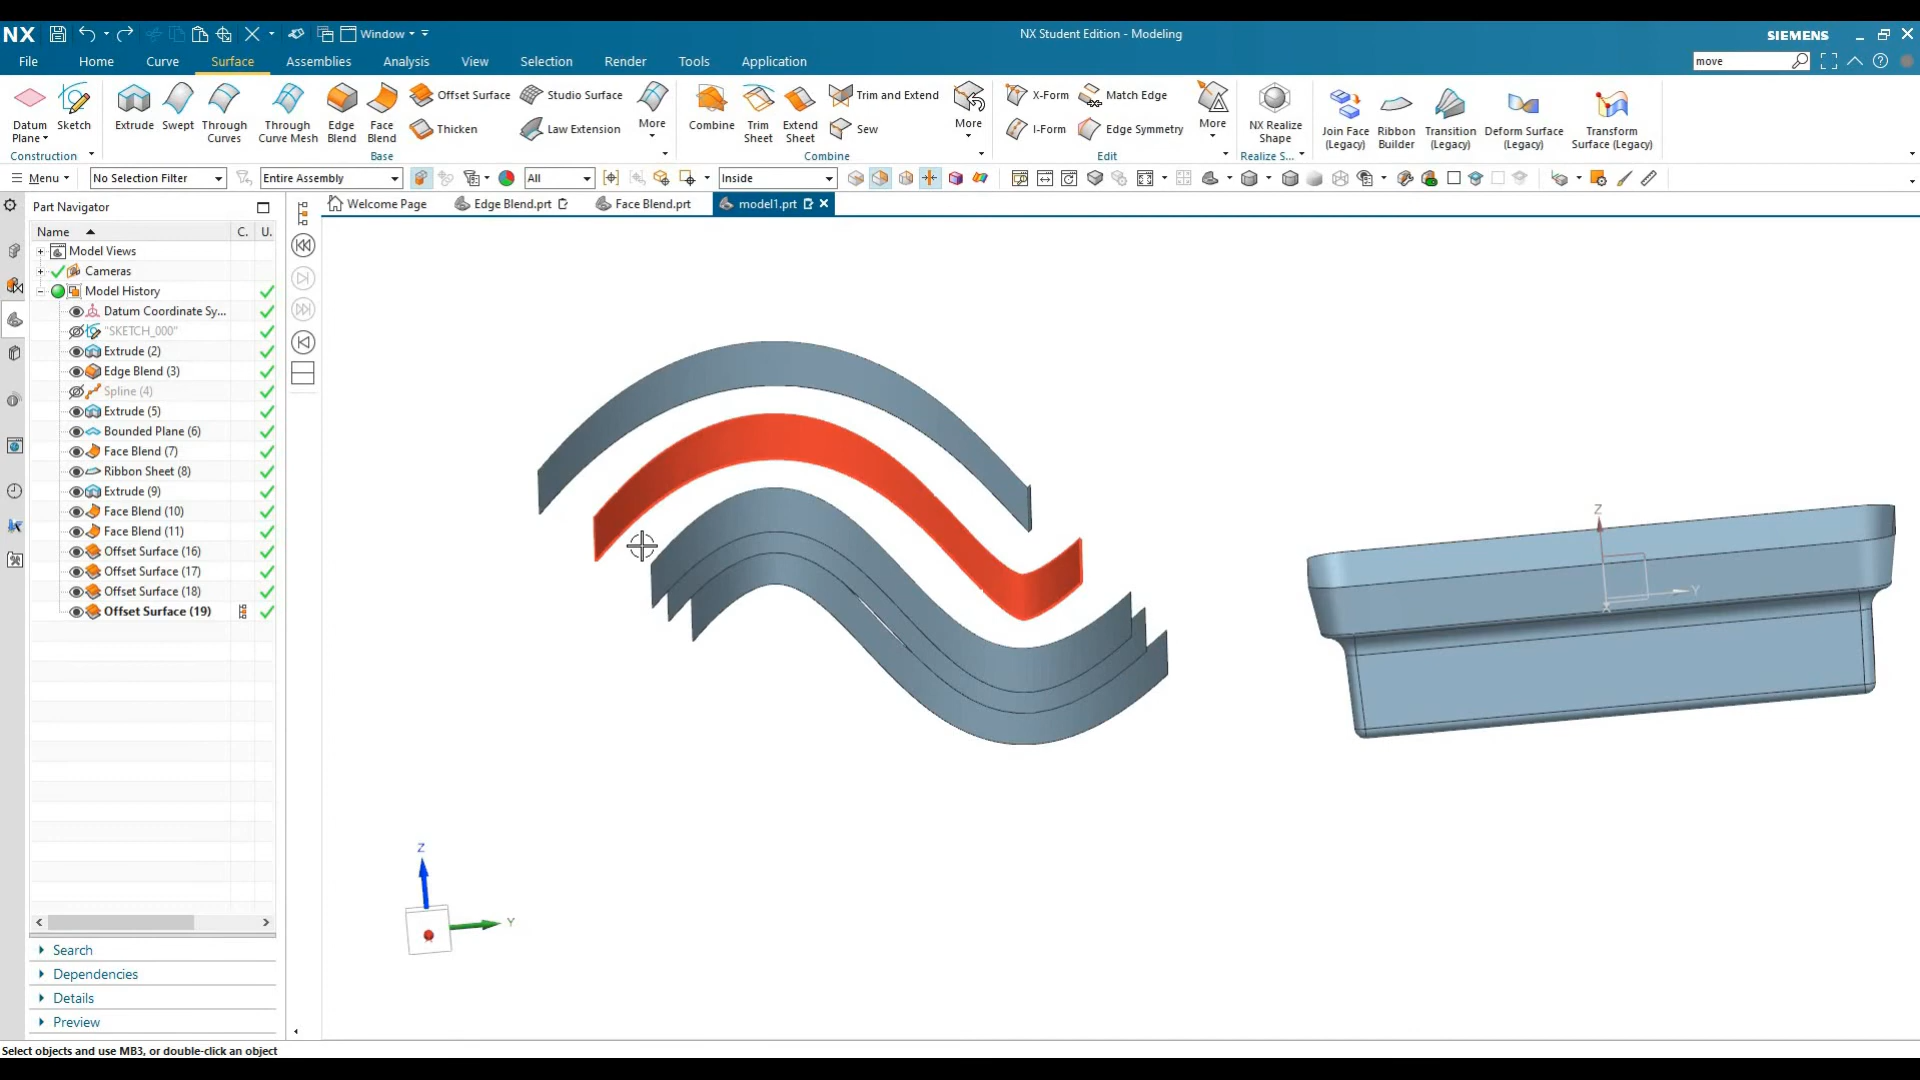 NX
Window
NX Student Edition - Modeling
SIEMENS
File
Home
Curve
Surface
Assemblies
Analysis
View
Selection
Render
Tools
Application
move
Datum
Plane
Sketch
Construction
Extrude
Swept
Through
Curves
Through
Curve Mesh
Edge
Blend
Face
Blend
Offset Surface
Thicken
Studio Surface
Law Extension
More
Base
Combine
Trim
Sheet
Extend
Sheet
Trim and Extend
Sew
More
Combine
X-Form
I-Form
Match Edge
Edge Symmetry
More
Edit
NX Realize
Shape
Realize S...
Join Face
(Legacy)
Ribbon
Builder
Transition
(Legacy)
Deform Surface
(Legacy)
Transform
Surface (Legacy)
Menu
No Selection Filter
Entire Assembly
All
Inside
Part Navigator
Welcome Page
Edge Blend.prt
Face Blend.prt
model1.prt
Name
C.
U.
Model Views
Cameras
Model History
Datum Coordinate Sy...
"SKETCH_000"
Extrude (2)
Edge Blend (3)
Spline (4)
Extrude (5)
Bounded Plane (6)
Face Blend (7)
Ribbon Sheet (8)
Extrude (9)
Face Blend (10)
Face Blend (11)
Offset Surface (16)
Offset Surface (17)
Offset Surface (18)
Offset Surface (19)
Z
Y
X
Z
Y
Search
Dependencies
Details
Preview
Select objects and use MB3, or double-click an object